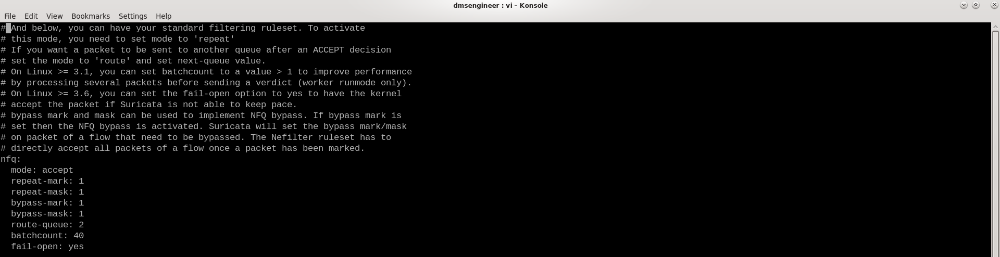 dmsengineer : vi – Konsole
File Edit View Bookmarks Settings Help
# And below, you can have your standard filtering ruleset. To activate
# this mode, you need to set mode to 'repeat'
# If you want a packet to be sent to another queue after an ACCEPT decision
# set the mode to 'route' and set next-queue value.
# On Linux >= 3.1, you can set batchcount to a value > 1 to improve performance
# by processing several packets before sending a verdict (worker runmode only).
# On Linux >= 3.6, you can set the fail-open option to yes to have the kernel
# accept the packet if Suricata is not able to keep pace.
# bypass mark and mask can be used to implement NFQ bypass. If bypass mark is
# set then the NFQ bypass is activated. Suricata will set the bypass mark/mask
# on packet of a flow that need to be bypassed. The Nefilter ruleset has to
# directly accept all packets of a flow once a packet has been marked.
nfq:
  mode: accept
  repeat-mark: 1
  repeat-mask: 1
  bypass-mark: 1
  bypass-mask: 1
  route-queue: 2
  batchcount: 40
  fail-open: yes